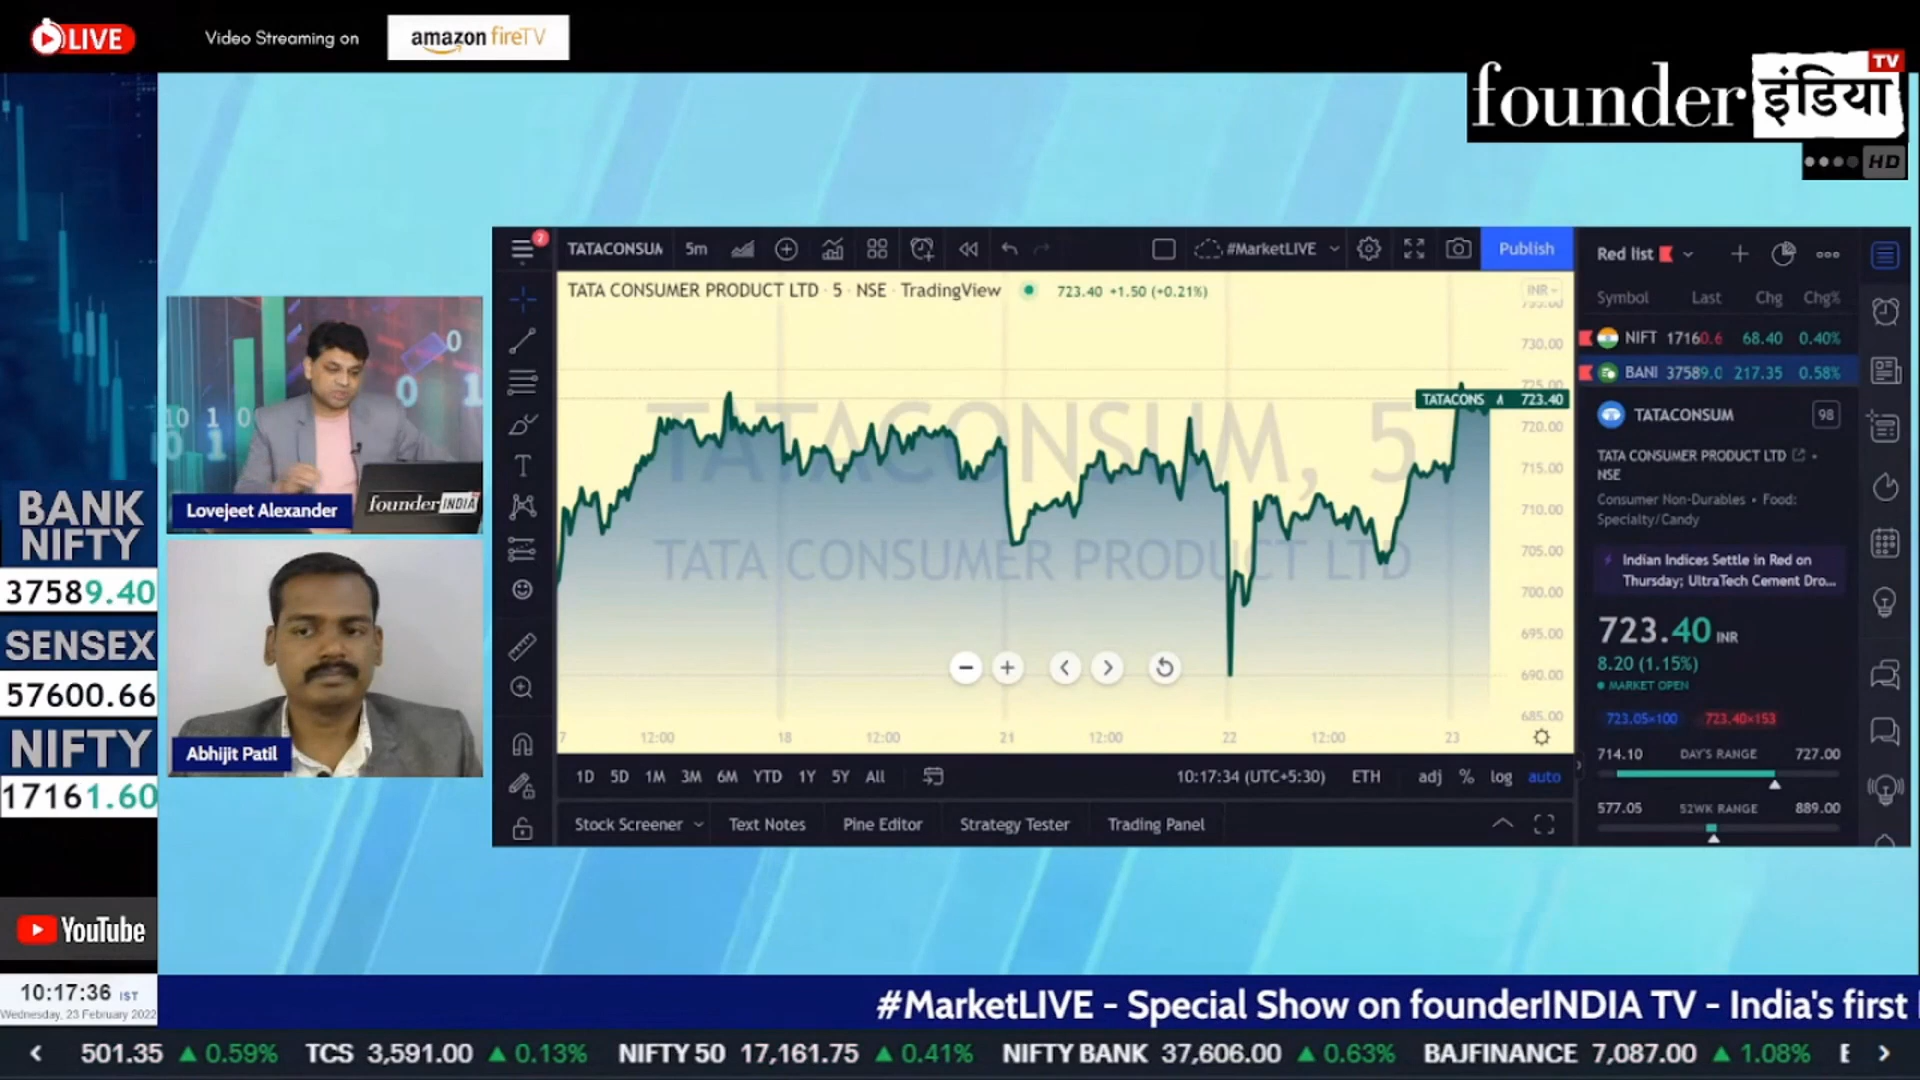 LIVE
Video Streaming on
amazon fireTV
founder इंडिया TV
HD
BANK
NIFTY
37589.40
SENSEX
57600.66
NIFTY
17161.60
YouTube
10:17:36 IST
Wednesday, 23 February 2022
Lovejeet Alexander
founder INDIA
Abhijit Patil
TATACONSUM 5m
#MarketLIVE
Publish
TATA CONSUMER PRODUCT LTD · 5 · NSE · TradingView 723.40 +1.50 (+0.21%)
INR
TATACONSUM, 5
TATA CONSUMER PRODUCT LTD
730.00
725.00
TATACONS 723.40
720.00
715.00
710.00
705.00
700.00
695.00
690.00
685.00
7 12:00 18 12:00 21 12:00 22 12:00 23
1D 5D 1M 3M 6M YTD 1Y 5Y All
10:17:34 (UTC+5:30) ETH adj % log auto
Stock Screener Text Notes Pine Editor Strategy Tester Trading Panel
Red list
Symbol Last Chg Chg%
NIFT 17160.6 68.40 0.40%
BANI 37589.0 217.35 0.58%
TATACONSUM 98
TATA CONSUMER PRODUCT LTD •
NSE
Consumer Non-Durables • Food:
Specialty/Candy
Indian Indices Settle in Red on
Thursday; UltraTech Cement Dro...
723.40 INR
8.20 (1.15%)
• MARKET OPEN
723.05×100 723.40×153
714.10 DAY'S RANGE 727.00
577.05 52WK RANGE 889.00
#MarketLIVE - Special Show on founderINDIA TV - India's first
501.35 ▲ 0.59% TCS 3,591.00 ▲ 0.13% NIFTY 50 17,161.75 ▲ 0.41% NIFTY BANK 37,606.00 ▲ 0.63% BAJFINANCE 7,087.00 ▲ 1.08%